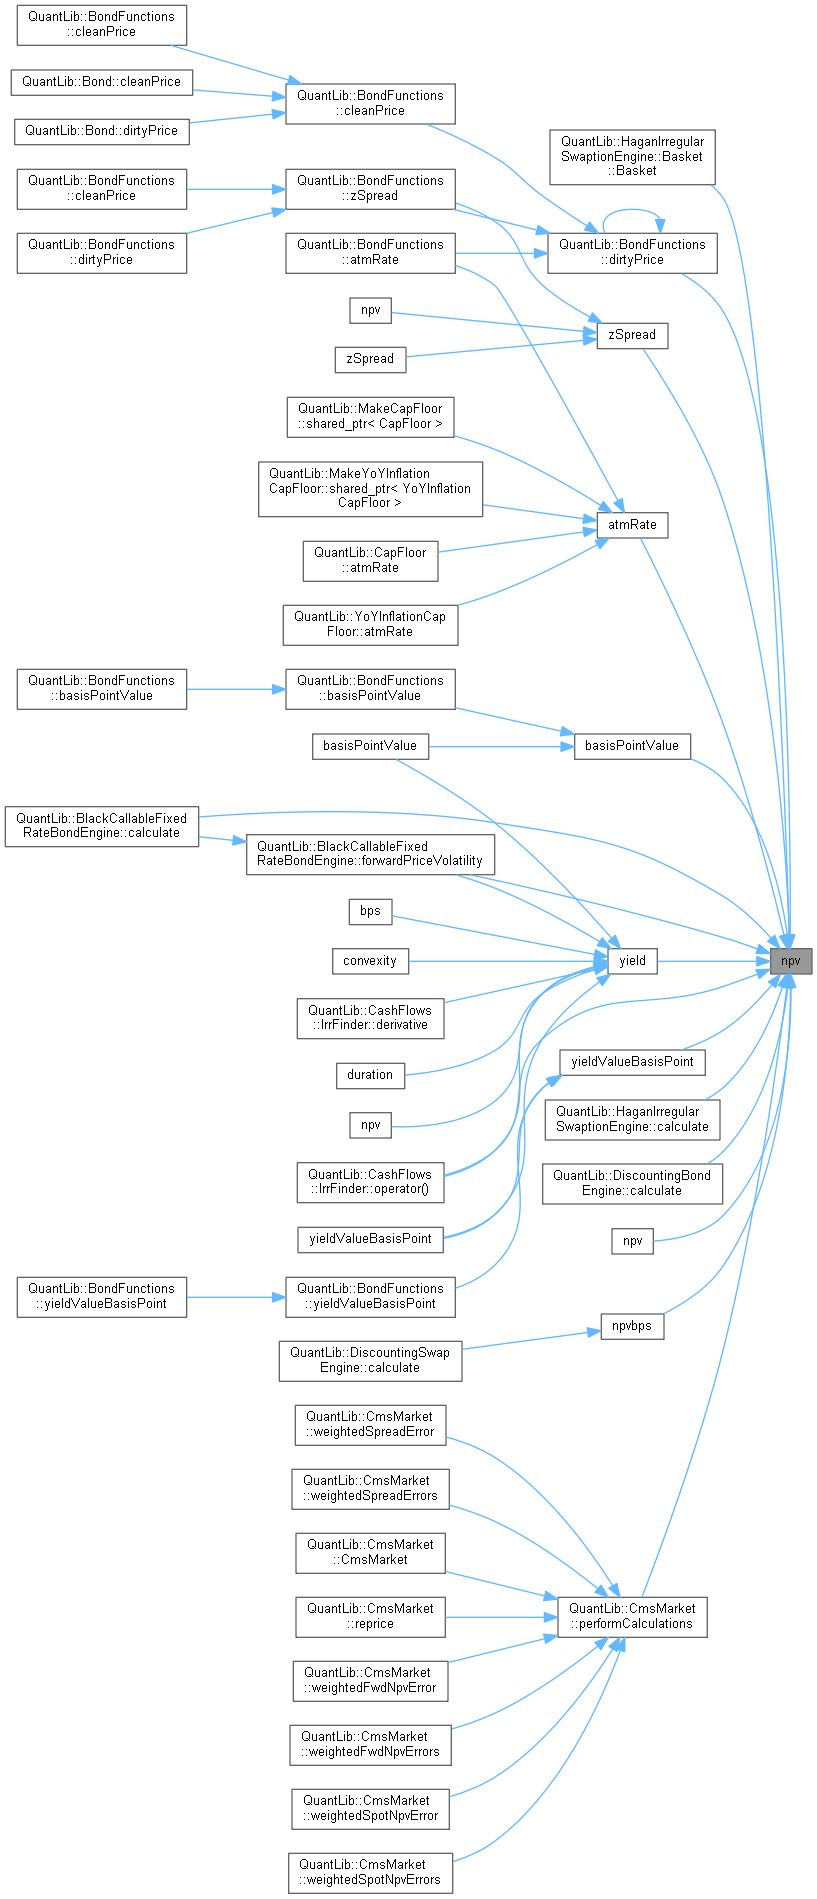 QuantLib::BondFunctions
::cleanPrice
QuantLib::Bond::cleanPrice
QuantLib::Bond::dirtyPrice
QuantLib::BondFunctions
::cleanPrice
QuantLib::BondFunctions
::dirtyPrice
QuantLib::BondFunctions
::cleanPrice
QuantLib::BondFunctions
::zSpread
QuantLib::BondFunctions
::atmRate
QuantLib::HaganIrregular
SwaptionEngine::Basket
::Basket
QuantLib::BondFunctions
::dirtyPrice
npv
zSpread
zSpread
QuantLib::MakeCapFloor
::shared_ptr< CapFloor >
QuantLib::MakeYoYInflation
CapFloor::shared_ptr< YoYInflation
CapFloor >
QuantLib::CapFloor
::atmRate
QuantLib::YoYInflationCap
Floor::atmRate
atmRate
QuantLib::BondFunctions
::basisPointValue
QuantLib::BondFunctions
::basisPointValue
basisPointValue
basisPointValue
QuantLib::BlackCallableFixed
RateBondEngine::calculate
QuantLib::BlackCallableFixed
RateBondEngine::forwardPriceVolatility
bps
convexity
yield
npv
QuantLib::CashFlows
::IrrFinder::derivative
duration
npv
QuantLib::CashFlows
::IrrFinder::operator()
yieldValueBasisPoint
yieldValueBasisPoint
QuantLib::HaganIrregular
SwaptionEngine::calculate
QuantLib::DiscountingBond
Engine::calculate
npv
QuantLib::BondFunctions
::yieldValueBasisPoint
QuantLib::BondFunctions
::yieldValueBasisPoint
npvbps
QuantLib::DiscountingSwap
Engine::calculate
QuantLib::CmsMarket
::weightedSpreadError
QuantLib::CmsMarket
::weightedSpreadErrors
QuantLib::CmsMarket
::CmsMarket
QuantLib::CmsMarket
::reprice
QuantLib::CmsMarket
::performCalculations
QuantLib::CmsMarket
::weightedFwdNpvError
QuantLib::CmsMarket
::weightedFwdNpvErrors
QuantLib::CmsMarket
::weightedSpotNpvError
QuantLib::CmsMarket
::weightedSpotNpvErrors